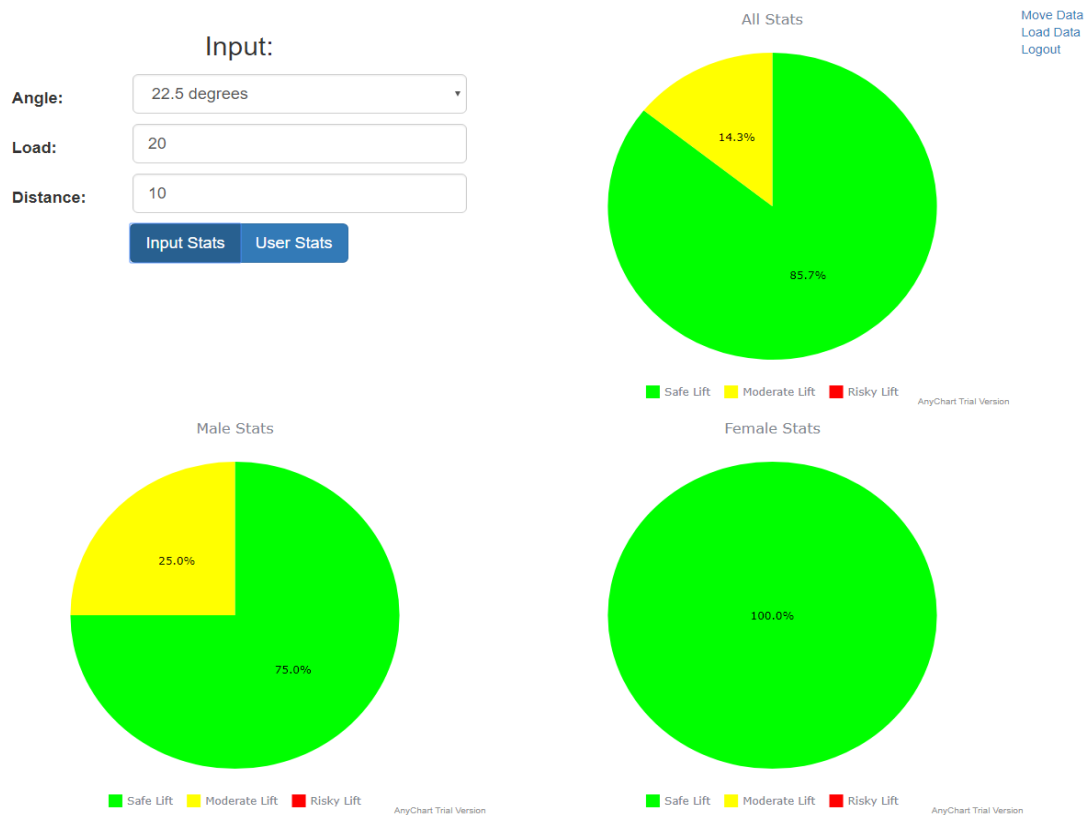 Input:
Angle:
22.5 degrees
Load:
20
Distance:
10
Input Stats User Stats
All Stats
Move Data
Load Data
Logout
14.3%
85.7%
Safe Lift Moderate Lift Risky Lift
AnyChart Trial Version
Male Stats
25.0%
75.0%
Safe Lift Moderate Lift Risky Lift
AnyChart Trial Version
Female Stats
100.0%
Safe Lift Moderate Lift Risky Lift
AnyChart Trial Version